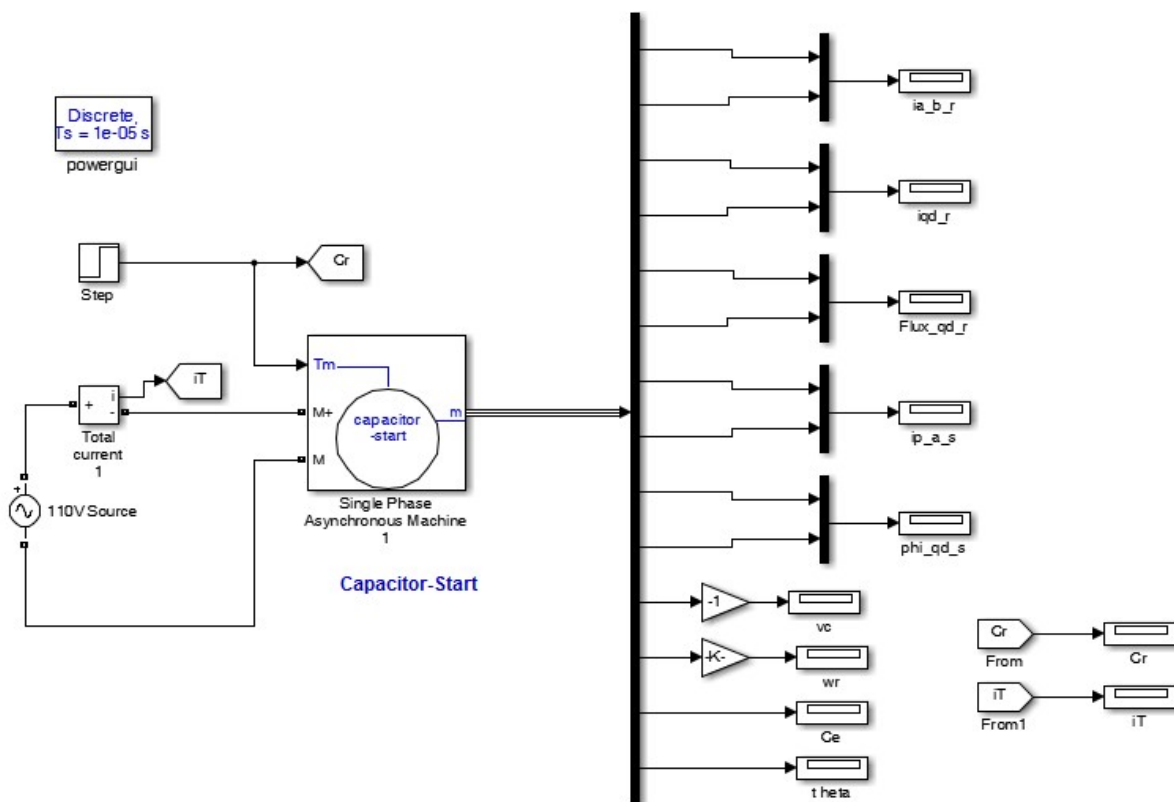 Discrete,
Ts = 1e-05 s
powergui
Step
Cr
iT
+
i
-
Total
current
1
+
110V Source
Tm
M+
M
m
capacitor
-start
Single Phase
Asynchronous Machine
1
Capacitor-Start
ia_b_r
iqd_r
Flux_qd_r
ip_a_s
phi_qd_s
-1
vc
-K-
wr
Ce
theta
Cr
From
Cr
iT
From1
iT